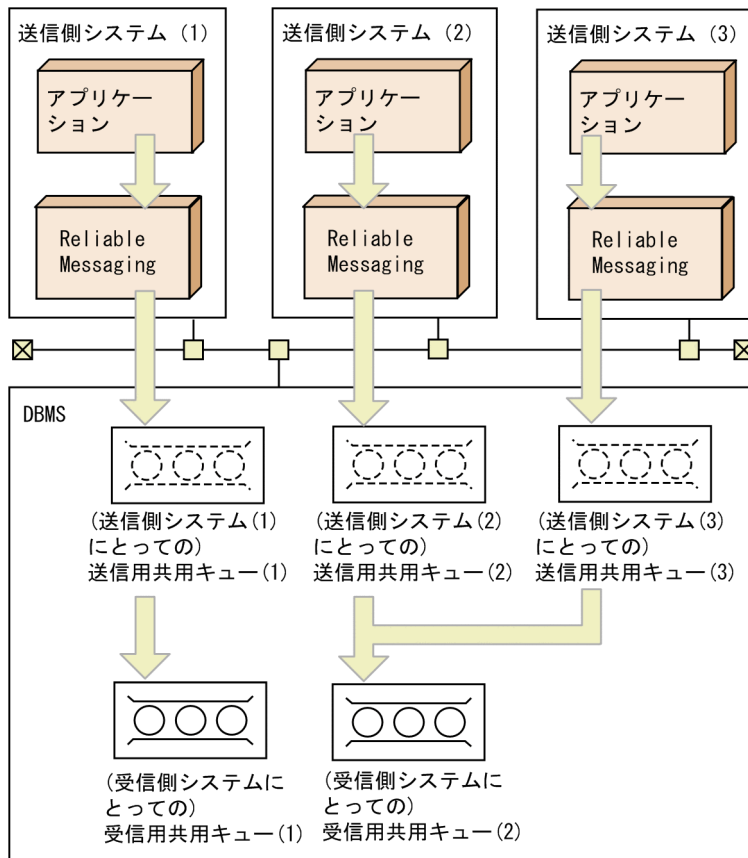 送信側システム (1)
アプリケー
ション
Reliable
Messaging
送信側システム (2)
アプリケー
ション
Reliable
Messaging
送信側システム (3)
アプリケー
ション
Reliable
Messaging
DBMS
(送信側システム(1)
にとっての)
送信用共用キュー(1)
(送信側システム(2)
にとっての)
送信用共用キュー(2)
(送信側システム(3)
にとっての)
送信用共用キュー(3)
(受信側システムに
とっての)
受信用共用キュー(1)
(受信側システムに
とっての)
受信用共用キュー(2)